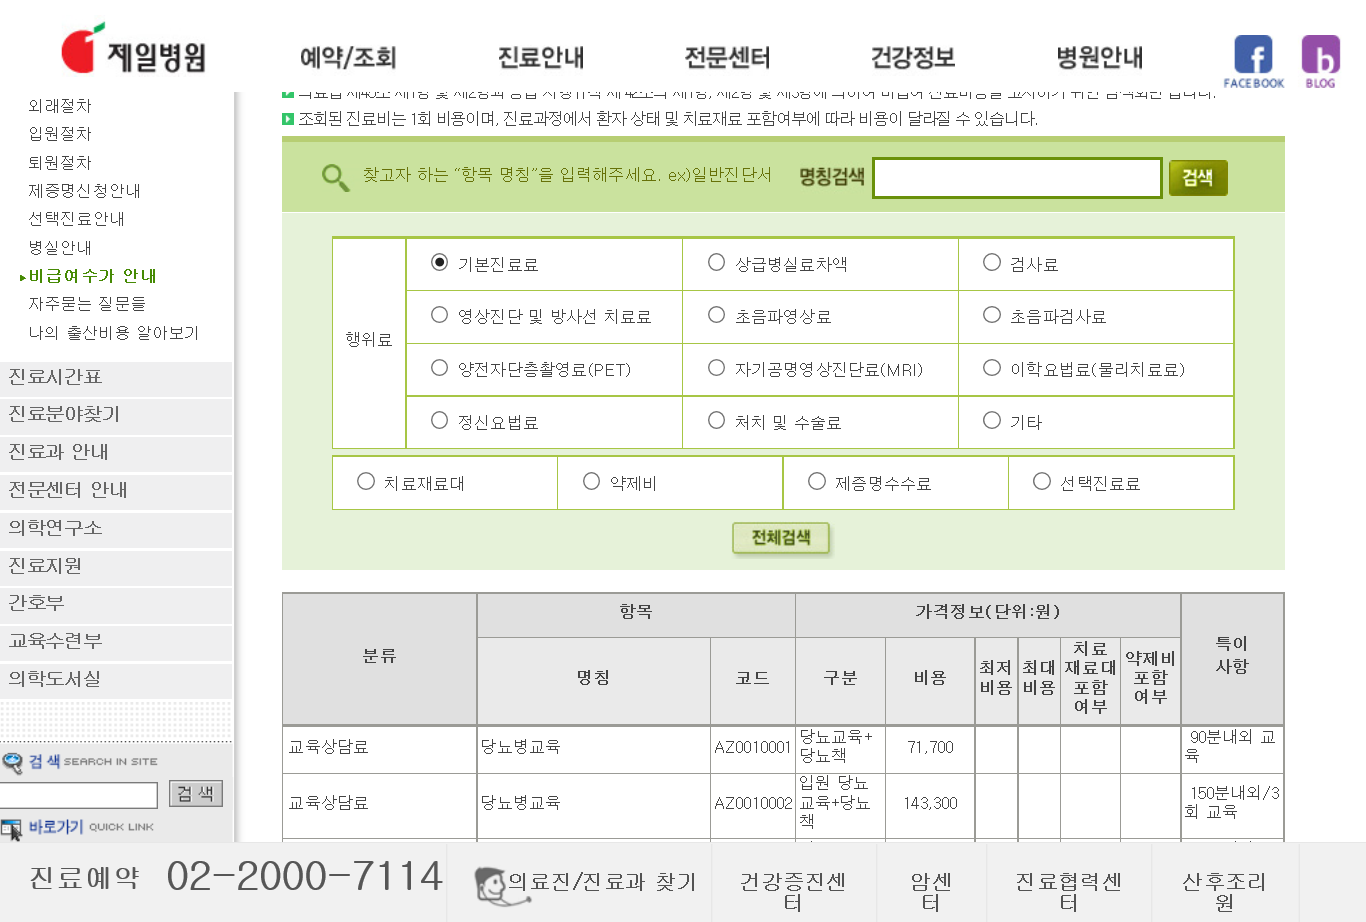 제일병원
예약/조회
진료안내
전문센터
건강정보
병원안내
FACEBOOK
BLOG
외래절차
입원절차
퇴원절차
제증명신청안내
선택진료안내
병실안내
비급여수가 안내
자주묻는 질문들
나의 출산비용 알아보기
진료시간표
진료분야찾기
진료과 안내
전문센터 안내
의학연구소
진료지원
간호부
교육수련부
의학도서실
검색 SEARCH IN SITE
검 색
바로가기 QUICK LINK
조회된 진료비는 1회 비용이며, 진료과정에서 환자 상태 및 치료재료 포함여부에 따라 비용이 달라질 수 있습니다.
찾고자 하는 “항목 명칭”을 입력해주세요. ex)일반진단서
명칭검색
검색
행위료
기본진료료
상급병실료차액
검사료
영상진단 및 방사선 치료료
초음파영상료
초음파검사료
양전자단층촬영료(PET)
자기공명영상진단료(MRI)
이학요법료(물리치료료)
정신요법료
처치 및 수술료
기타
치료재료대
약제비
제증명수수료
선택진료료
전체검색
분류
항목
가격정보(단위:원)
특이
사항
명칭
코드
구분
비용
최저
비용
최대
비용
치료
재료대
포함
여부
약제비
포함
여부
교육상담료
당뇨병교육
AZ0010001
당뇨교육+
당뇨책
71,700
90분내외 교
육
교육상담료
당뇨병교육
AZ0010002
입원 당뇨
교육+당뇨
책
143,300
150분내외/3
회 교육
진료예약 02-2000-7114
의료진/진료과 찾기
건강증진센
터
암센
터
진료협력센
터
산후조리
원